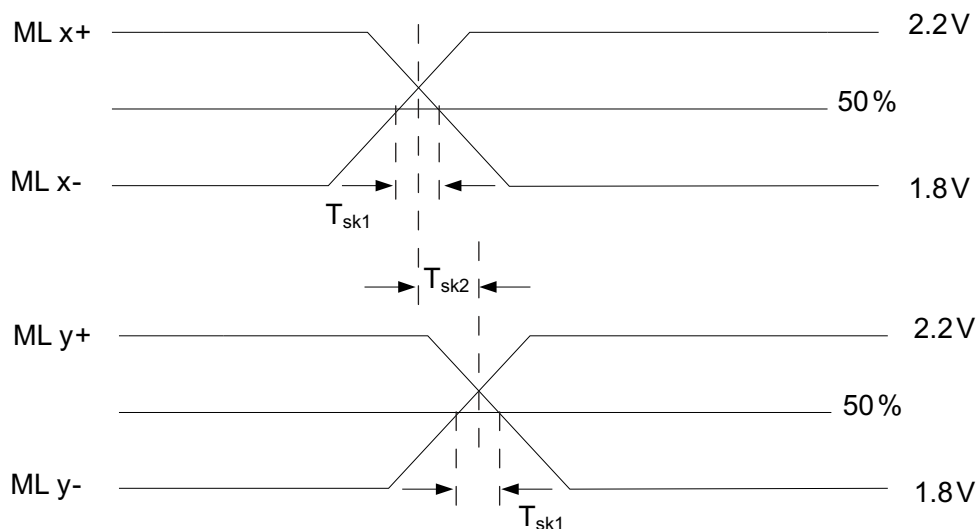 ML x+
2.2V
50%
ML x-
1.8V
Tsk1
Tsk2
ML y+
2.2V
50%
ML y-
1.8V
Tsk1